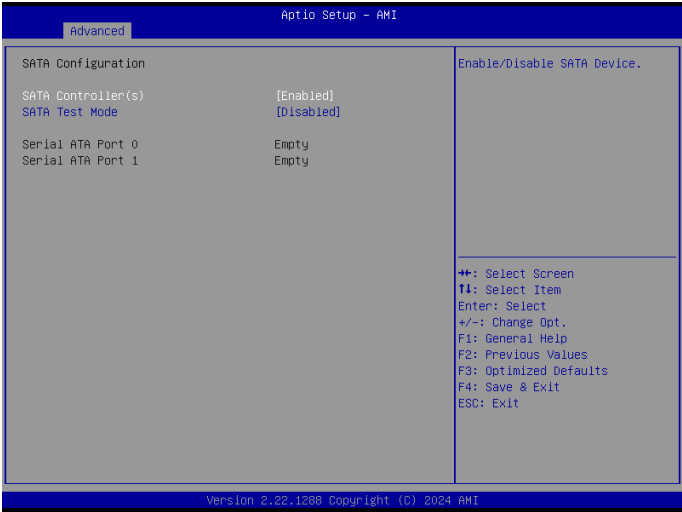 Aptio Setup – AMI
Advanced
SATA Configuration
SATA Controller(s) [Enabled]
SATA Test Mode [Disabled]
Serial ATA Port 0 Empty
Serial ATA Port 1 Empty
Enable/Disable SATA Device.
→←: Select Screen
↑↓: Select Item
Enter: Select
+/-: Change Opt.
F1: General Help
F2: Previous Values
F3: Optimized Defaults
F4: Save & Exit
ESC: Exit
Version 2.22.1288 Copyright (C) 2024 AMI